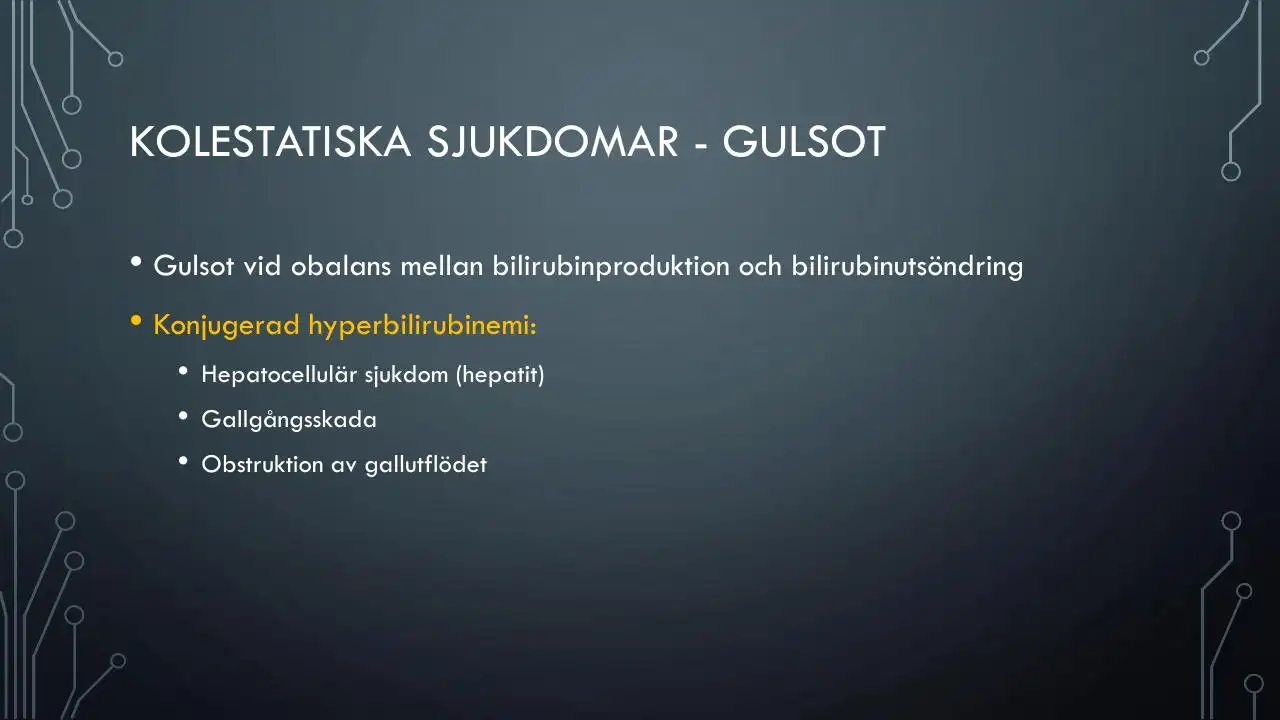 KOLESTATISKA SJUKDOMAR - GULSOT
• Gulsot vid obalans mellan bilirubinproduktion och bilirubinutsöndring
• Konjugerad hyperbilirubinemi:
• Hepatocellulär sjukdom (hepatit)
• Gallgångsskada
• Obstruktion av gallutflödet